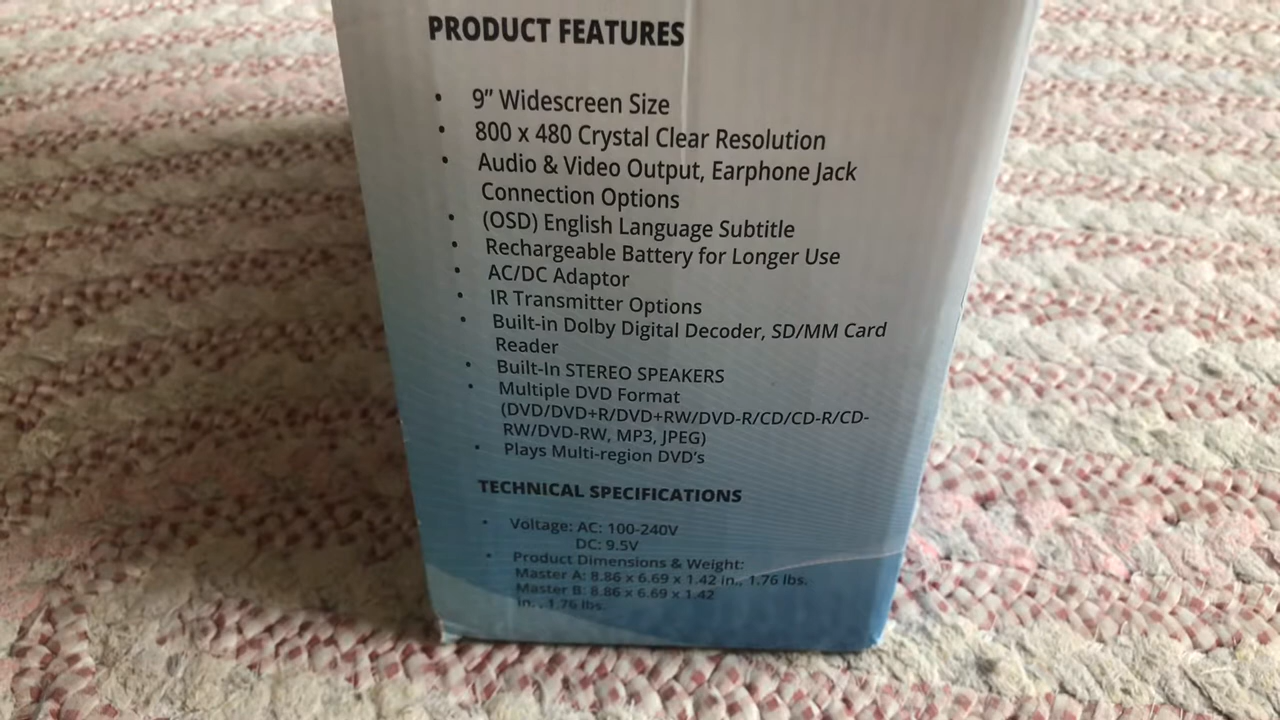 PRODUCT FEATURES
• 9" Widescreen Size
• 800 x 480 Crystal Clear Resolution
• Audio & Video Output, Earphone Jack
Connection Options
• (OSD) English Language Subtitle
• Rechargeable Battery for Longer Use
• AC/DC Adaptor
• IR Transmitter Options
• Built-in Dolby Digital Decoder, SD/MM Card
Reader
• Built-In STEREO SPEAKERS
• Multiple DVD Format
(DVD/DVD+R/DVD+RW/DVD-R/CD/CD-R/CD-
RW/DVD-RW, MP3, JPEG)
• Plays Multi-region DVD's
TECHNICAL SPECIFICATIONS
• Voltage: AC: 100-240V
DC: 9.5V
• Product Dimensions & Weight:
Master A: 8.86 x 6.69 x 1.42 in., 1.76 lbs.
Master B: 8.86 x 6.69 x 1.42
in. , 1.76 lbs.